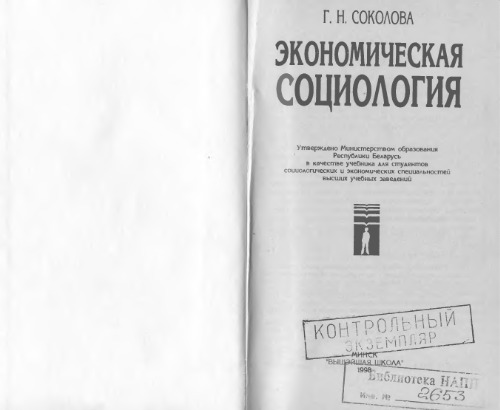 Г. Н. СОКОЛОВА
ЭКОНОМИЧЕСКАЯ
СОЦИОЛОГИЯ
Утверждено Министерством образования
Республики Беларусь
в качестве учебника для студентов
социологических и экономических специальностей
высших учебных заведений
КОНТРОЛЬНЫЙ
ЭКЗЕМПЛЯР
МИНСК
"ВЫШЭЙШАЯ ШКОЛА"
1998
Библиотека НАПП
Инв. № 2653